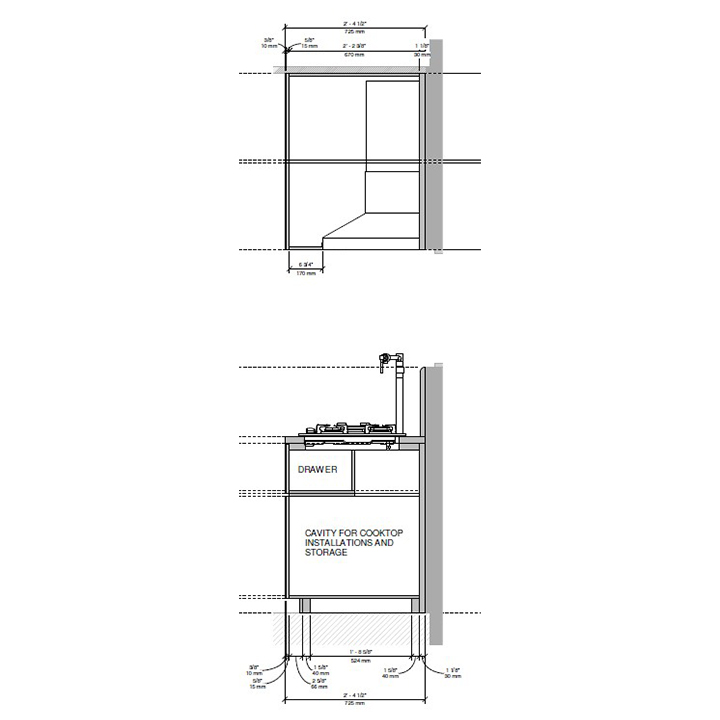 2' - 4 1/2"
725 mm
3/8"
10 mm
5/8"
15 mm
2' - 2 3/8"
670 mm
1 1/8"
30 mm
6 3/4"
170 mm
DRAWER
CAVITY FOR COOKTOP
INSTALLATIONS AND
STORAGE
1' - 8 5/8"
524 mm
3/8"
10 mm
5/8"
15 mm
1 5/8"
40 mm
2 5/8"
66 mm
1 5/8"
40 mm
30 mm
2' - 4 1/2"
725 mm